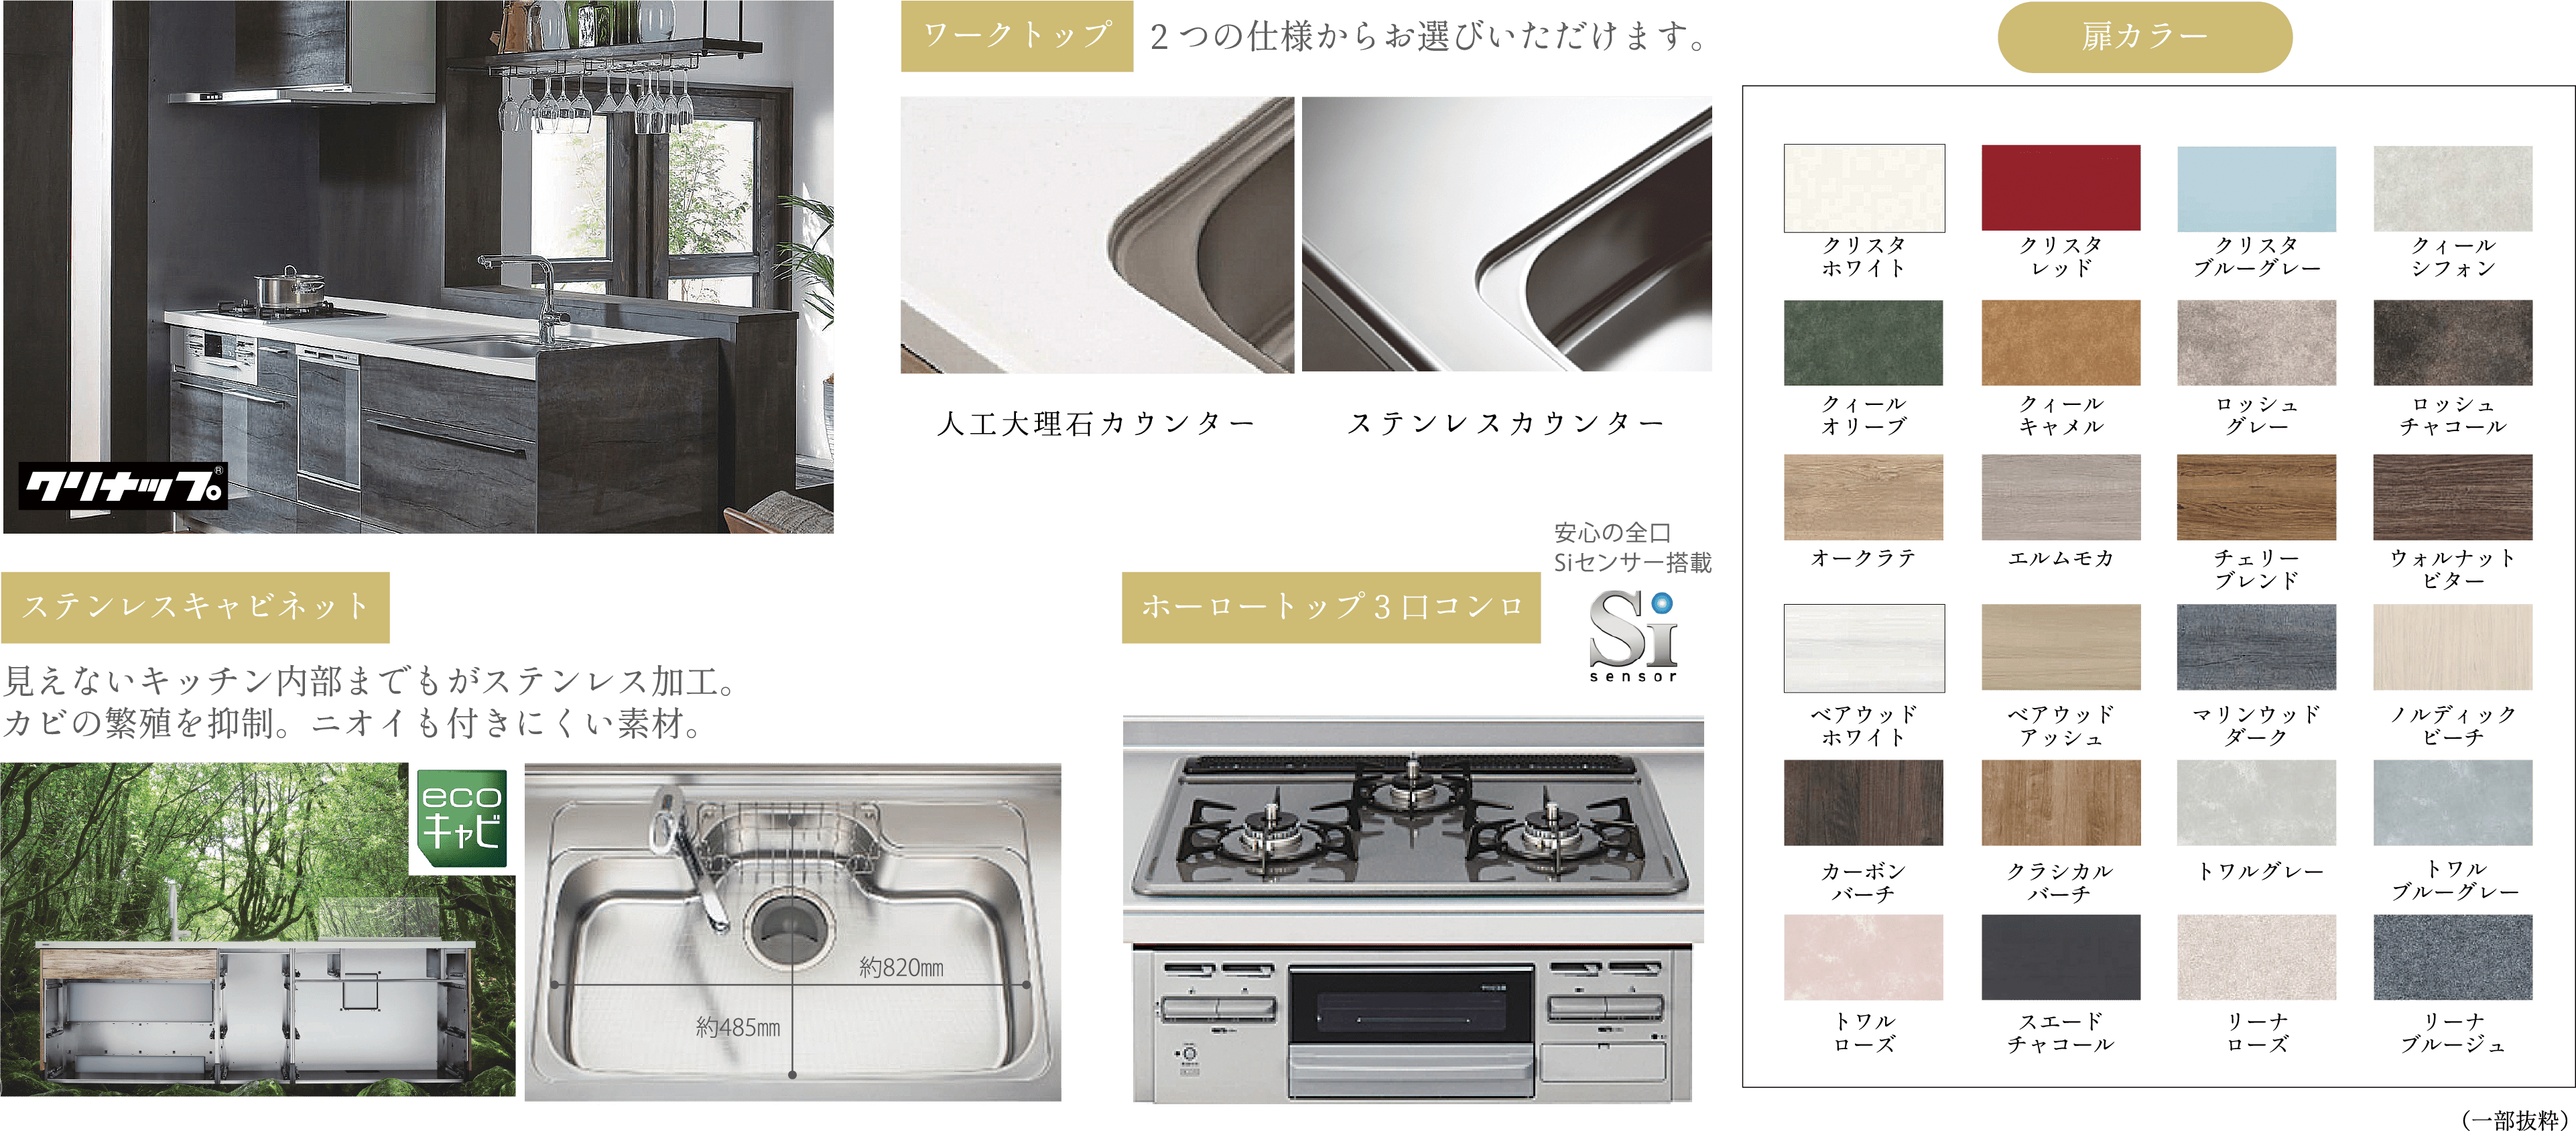 クリナップ®
ワークトップ
2つの仕様からお選びいただけます。
人工大理石カウンター
ステンレスカウンター
ステンレスキャビネット
見えないキッチン内部までもがステンレス加工。
カビの繁殖を抑制。ニオイも付きにくい素材。
eco
キャビ
約820mm
約485mm
ホーロートップ3口コンロ
安心の全口
Siセンサー搭載
Si
sensor
扉カラー
クリスタ
ホワイト
クリスタ
レッド
クリスタ
ブルーグレー
クィール
シフォン
クィール
オリーブ
クィール
キャメル
ロッシュ
グレー
ロッシュ
チャコール
オークラテ
エルムモカ
チェリー
ブレンド
ウォルナット
ビター
ベアウッド
ホワイト
ベアウッド
アッシュ
マリンウッド
ダーク
ノルディック
ビーチ
カーボン
バーチ
クラシカル
バーチ
トワルグレー
トワル
ブルーグレー
トワル
ローズ
スエード
チャコール
リーナ
ローズ
リーナ
ブルージュ
（一部抜粋）